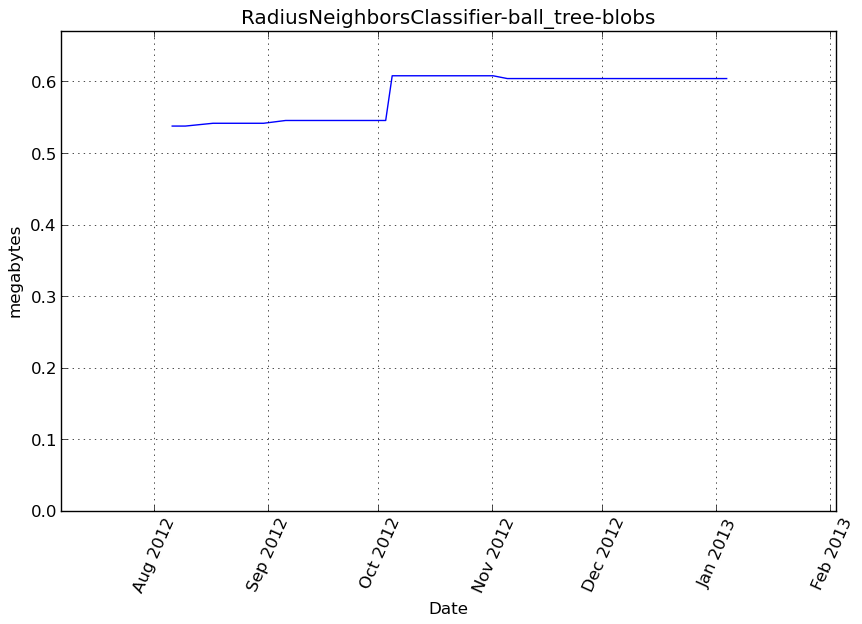 RadiusNeighborsClassifier-ball_tree-blobs
0.6
0.5
0.4
0.3
0.2
0.1
0.0
megabytes
Aug 2012
Sep 2012
Oct 2012
Nov 2012
Dec 2012
Jan 2013
Feb 2013
Date